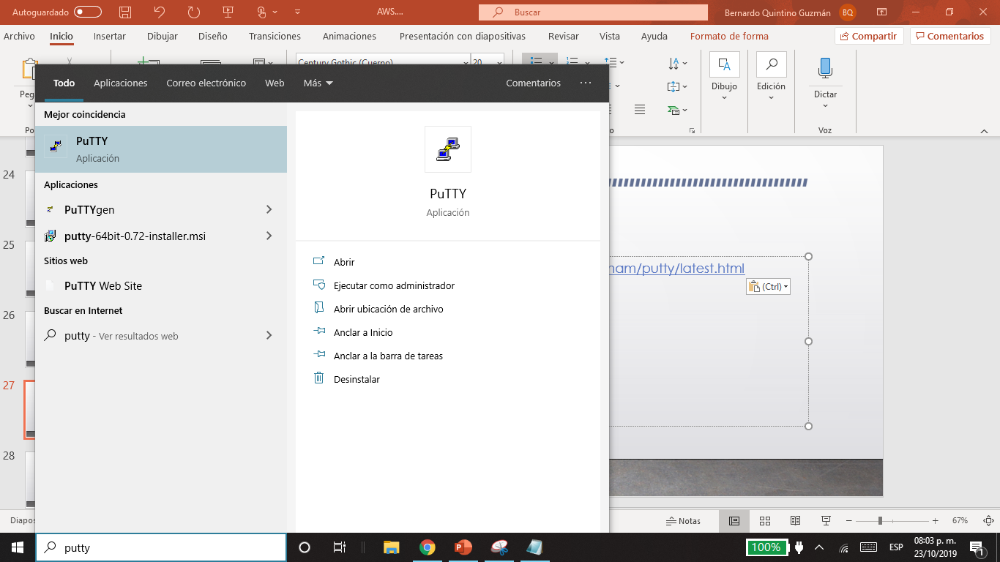 Autoguardado
AWS....
Buscar
Bernardo Quintino Guzmán
BQ
Archivo
Inicio
Insertar
Dibujar
Diseño
Transiciones
Animaciones
Presentación con diapositivas
Revisar
Vista
Ayuda
Formato de forma
Compartir
Comentarios
Century Gothic (Cuerno)
20
Dibujo
Edición
Dictar
Voz
Todo
Aplicaciones
Correo electrónico
Web
Más
Comentarios
Mejor coincidencia
PuTTY
Aplicación
Aplicaciones
PuTTYgen
putty-64bit-0.72-installer.msi
Sitios web
PuTTY Web Site
Buscar en Internet
putty - Ver resultados web
PuTTY
Aplicación
Abrir
Ejecutar como administrador
Abrir ubicación de archivo
Anclar a Inicio
Anclar a la barra de tareas
Desinstalar
24
25
26
27
28
/putty/latest.html
(Ctrl)
Notas
67%
putty
100%
ESP
08:03 p. m.
23/10/2019
1